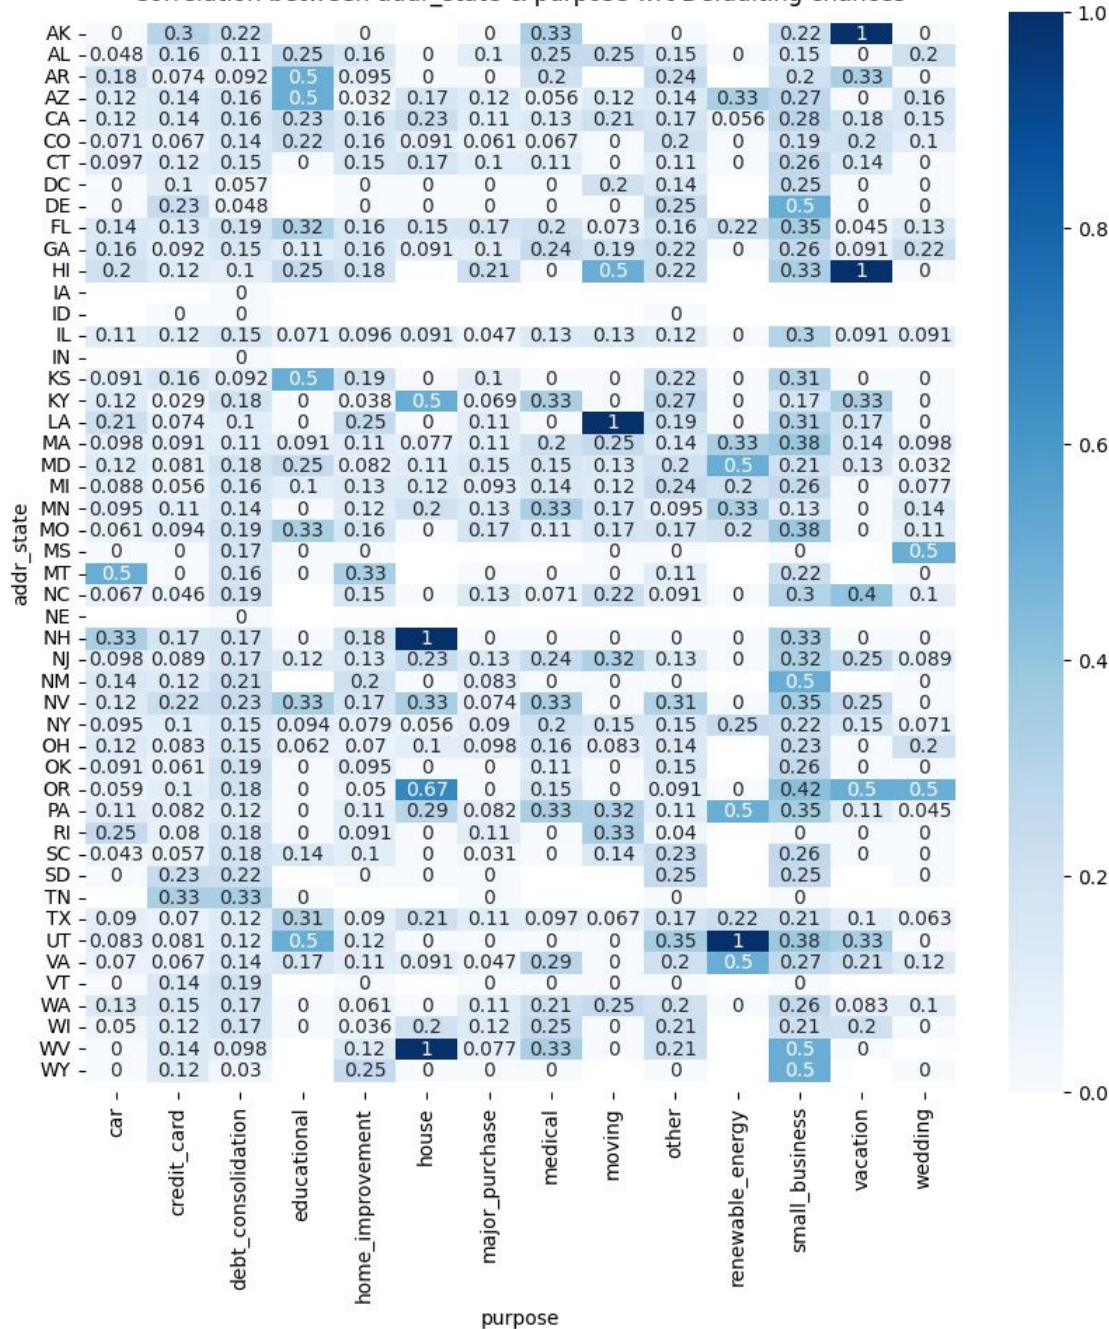 Correlation between addr_state & purpose wrt Defaulting chances
AK 0 0.3 0.22 0 0 0.33 0 0.22 1 0
AL 0.048 0.16 0.11 0.25 0.16 0 0.1 0.25 0.25 0.15 0 0.15 0 0.2
AR 0.18 0.074 0.092 0.5 0.095 0 0 0.2 0.24 0.2 0.33 0
AZ 0.12 0.14 0.16 0.5 0.032 0.17 0.12 0.056 0.12 0.14 0.33 0.27 0 0.16
CA 0.12 0.14 0.16 0.23 0.16 0.23 0.11 0.13 0.21 0.17 0.056 0.28 0.18 0.15
CO 0.071 0.067 0.14 0.22 0.16 0.091 0.061 0.067 0 0.2 0 0.19 0.2 0.1
CT 0.097 0.12 0.15 0 0.15 0.17 0.1 0.11 0 0.11 0 0.26 0.14 0
DC 0 0.1 0.057 0 0 0 0 0.2 0.14 0.25 0 0
DE 0 0.23 0.048 0 0 0 0 0 0.25 0.5 0 0
FL 0.14 0.13 0.19 0.32 0.16 0.15 0.17 0.2 0.073 0.16 0.22 0.35 0.045 0.13
GA 0.16 0.092 0.15 0.11 0.16 0.091 0.1 0.24 0.19 0.22 0 0.26 0.091 0.22
HI 0.2 0.12 0.1 0.25 0.18 0.21 0 0.5 0.22 0.33 1 0
IA 0
ID 0 0 0
IL 0.11 0.12 0.15 0.071 0.096 0.091 0.047 0.13 0.13 0.12 0 0.3 0.091 0.091
IN 0
KS 0.091 0.16 0.092 0.5 0.19 0 0.1 0 0 0.22 0 0.31 0 0
KY 0.12 0.029 0.18 0 0.038 0.5 0.069 0.33 0 0.27 0 0.17 0.33 0
LA 0.21 0.074 0.1 0 0.25 0 0.11 0 1 0.19 0 0.31 0.17 0
MA 0.098 0.091 0.11 0.091 0.11 0.077 0.11 0.2 0.25 0.14 0.33 0.38 0.14 0.098
MD 0.12 0.081 0.18 0.25 0.082 0.11 0.15 0.15 0.13 0.2 0.5 0.21 0.13 0.032
MI 0.088 0.056 0.16 0.1 0.13 0.12 0.093 0.14 0.12 0.24 0.2 0.26 0 0.077
MN 0.095 0.11 0.14 0 0.12 0.2 0.13 0.33 0.17 0.095 0.33 0.13 0 0.14
MO 0.061 0.094 0.19 0.33 0.16 0 0.17 0.11 0.17 0.17 0.2 0.38 0 0.11
MS 0 0 0.17 0 0 0 0 0 0.5
MT 0.5 0 0.16 0 0.33 0 0 0 0.11 0.22 0
NC 0.067 0.046 0.19 0.15 0 0.13 0.071 0.22 0.091 0 0.3 0.4 0.1
NE 0
NH 0.33 0.17 0.17 0 0.18 1 0 0 0 0 0 0.33 0 0
NJ 0.098 0.089 0.17 0.12 0.13 0.23 0.13 0.24 0.32 0.13 0 0.32 0.25 0.089
NM 0.14 0.12 0.21 0.2 0 0.083 0 0 0 0.5 0 0
NV 0.12 0.22 0.23 0.33 0.17 0.33 0.074 0.33 0 0.31 0 0.35 0.25 0
NY 0.095 0.1 0.15 0.094 0.079 0.056 0.09 0.2 0.15 0.15 0.25 0.22 0.15 0.071
OH 0.12 0.083 0.15 0.062 0.07 0.1 0.098 0.16 0.083 0.14 0.23 0 0.2
OK 0.091 0.061 0.19 0 0.095 0 0 0.11 0 0.15 0.26 0 0
OR 0.059 0.1 0.18 0 0.05 0.67 0 0.15 0 0.091 0 0.42 0.5 0.5
PA 0.11 0.082 0.12 0 0.11 0.29 0.082 0.33 0.32 0.11 0.5 0.35 0.11 0.045
RI 0.25 0.08 0.18 0 0.091 0 0.11 0 0.33 0.04 0 0 0
SC 0.043 0.057 0.18 0.14 0.1 0 0.031 0 0.14 0.23 0.26 0 0
SD 0 0.23 0.22 0 0 0 0.25 0.25 0
TN 0.33 0.33 0 0 0 0
TX 0.09 0.07 0.12 0.31 0.09 0.21 0.11 0.097 0.067 0.17 0.22 0.21 0.1 0.063
UT 0.083 0.081 0.12 0.5 0.12 0 0 0 0 0.35 1 0.38 0.33 0
VA 0.07 0.067 0.14 0.17 0.11 0.091 0.047 0.29 0 0.2 0.5 0.27 0.21 0.12
VT 0 0.14 0.19 0 0 0 0 0 0
WA 0.13 0.15 0.17 0 0.061 0 0.11 0.21 0.25 0.2 0 0.26 0.083 0.1
WI 0.05 0.12 0.17 0 0.036 0.2 0.12 0.25 0 0.21 0.21 0.2 0
WV 0 0.14 0.098 0.12 1 0.077 0.33 0 0.21 0.5 0
WY 0 0.12 0.03 0.25 0 0 0 0 0.5 0
addr_state
car
credit_card
debt_consolidation
educational
home_improvement
house
major_purchase
medical
moving
other
renewable_energy
small_business
vacation
wedding
purpose
1.0
0.8
0.6
0.4
0.2
0.0